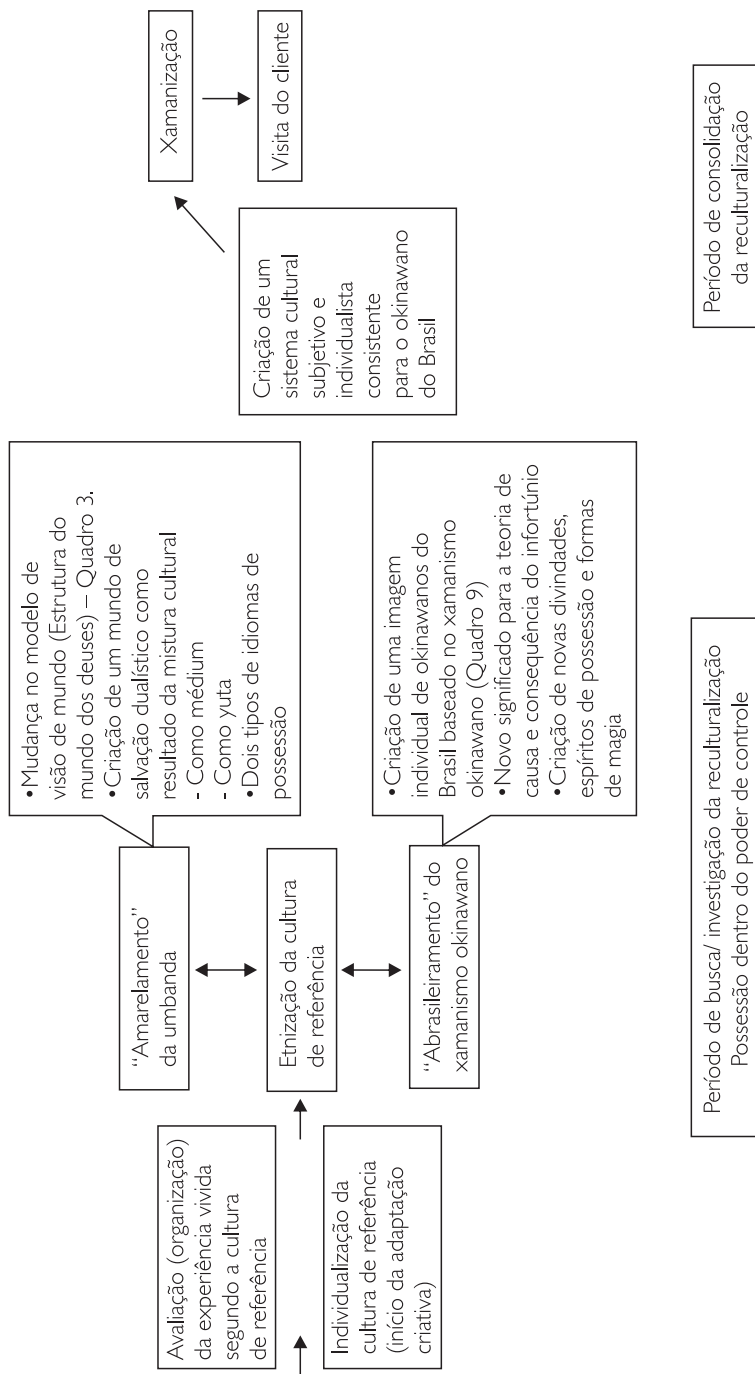 Avaliação (organização)
da experiência vivida
segundo a cultura
de referência
Individualização da
cultura de referência
(início da adaptação
criativa)
“Amarelamento”
da umbanda
Etnização da cultura
de referência
“Abrasileiramento” do
xamanismo okinawano
•Mudança no modelo de
visão de mundo (Estrutura do
mundo dos deuses) – Quadro 3.
•Criação de um mundo de
salvação dualístico como
resultado da mistura cultural
- Como médium
- Como yuta
•Dois tipos de idiomas de
possessão
•Criação de uma imagem
individual de okinawanos do
Brasil baseado no xamanismo
okinawano (Quadro 9)
•Novo significado para a teoria de
causa e consequência do infortúnio
•Criação de novas divindades,
espíritos de possessão e formas
de magia
Criação de um
sistema cultural
subjetivo e
individualista
consistente
para o okinawano
do Brasil
Xamanização
Visita do cliente
Período de busca/ investigação da reculturalização
Possessão dentro do poder de controle
Período de consolidação
da reculturalização